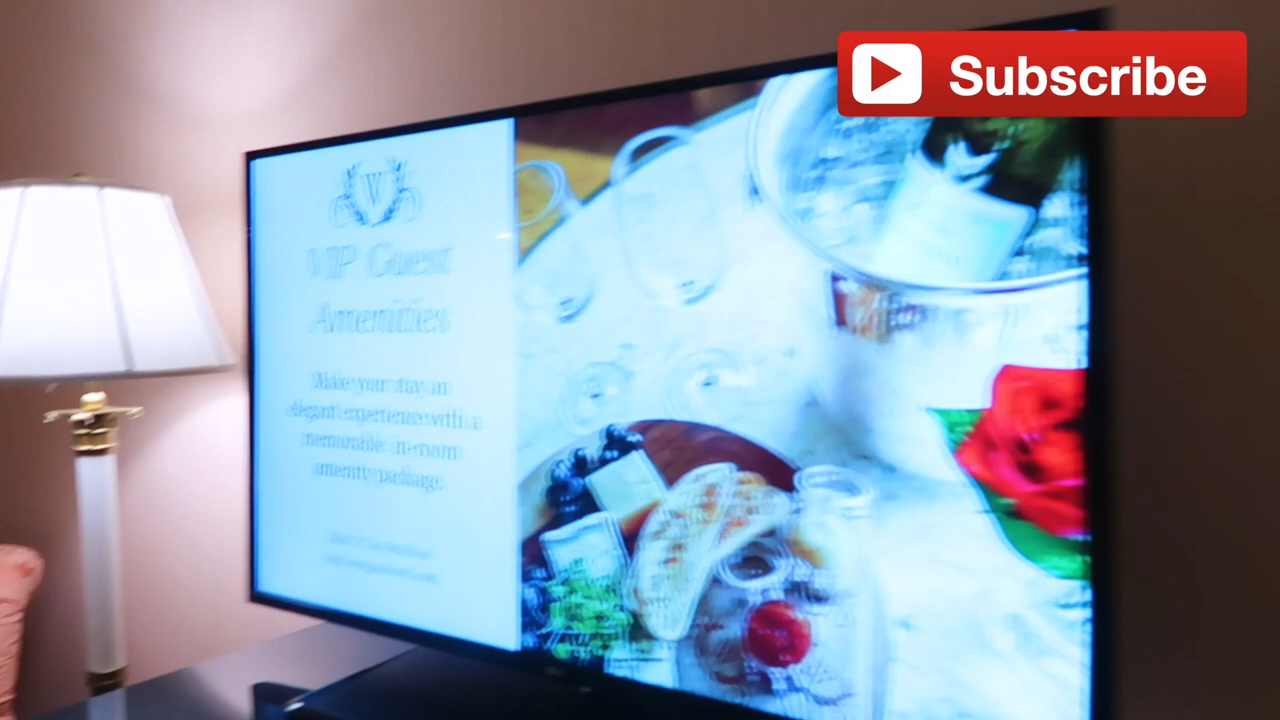 Subscribe
V
VIP Guest
Amenities
Make your stay an
elegant experience with a
memorable in-room
amenity package.